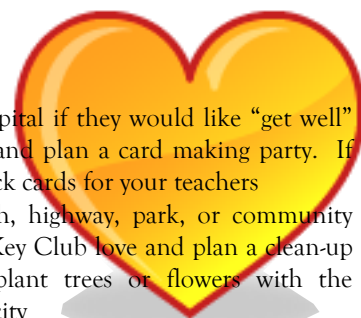 pital if they would like “get well”
and plan a card making party. If
ck cards for your teachers
n, highway, park, or community
Key Club love and plan a clean-up
plant trees or flowers with the
city